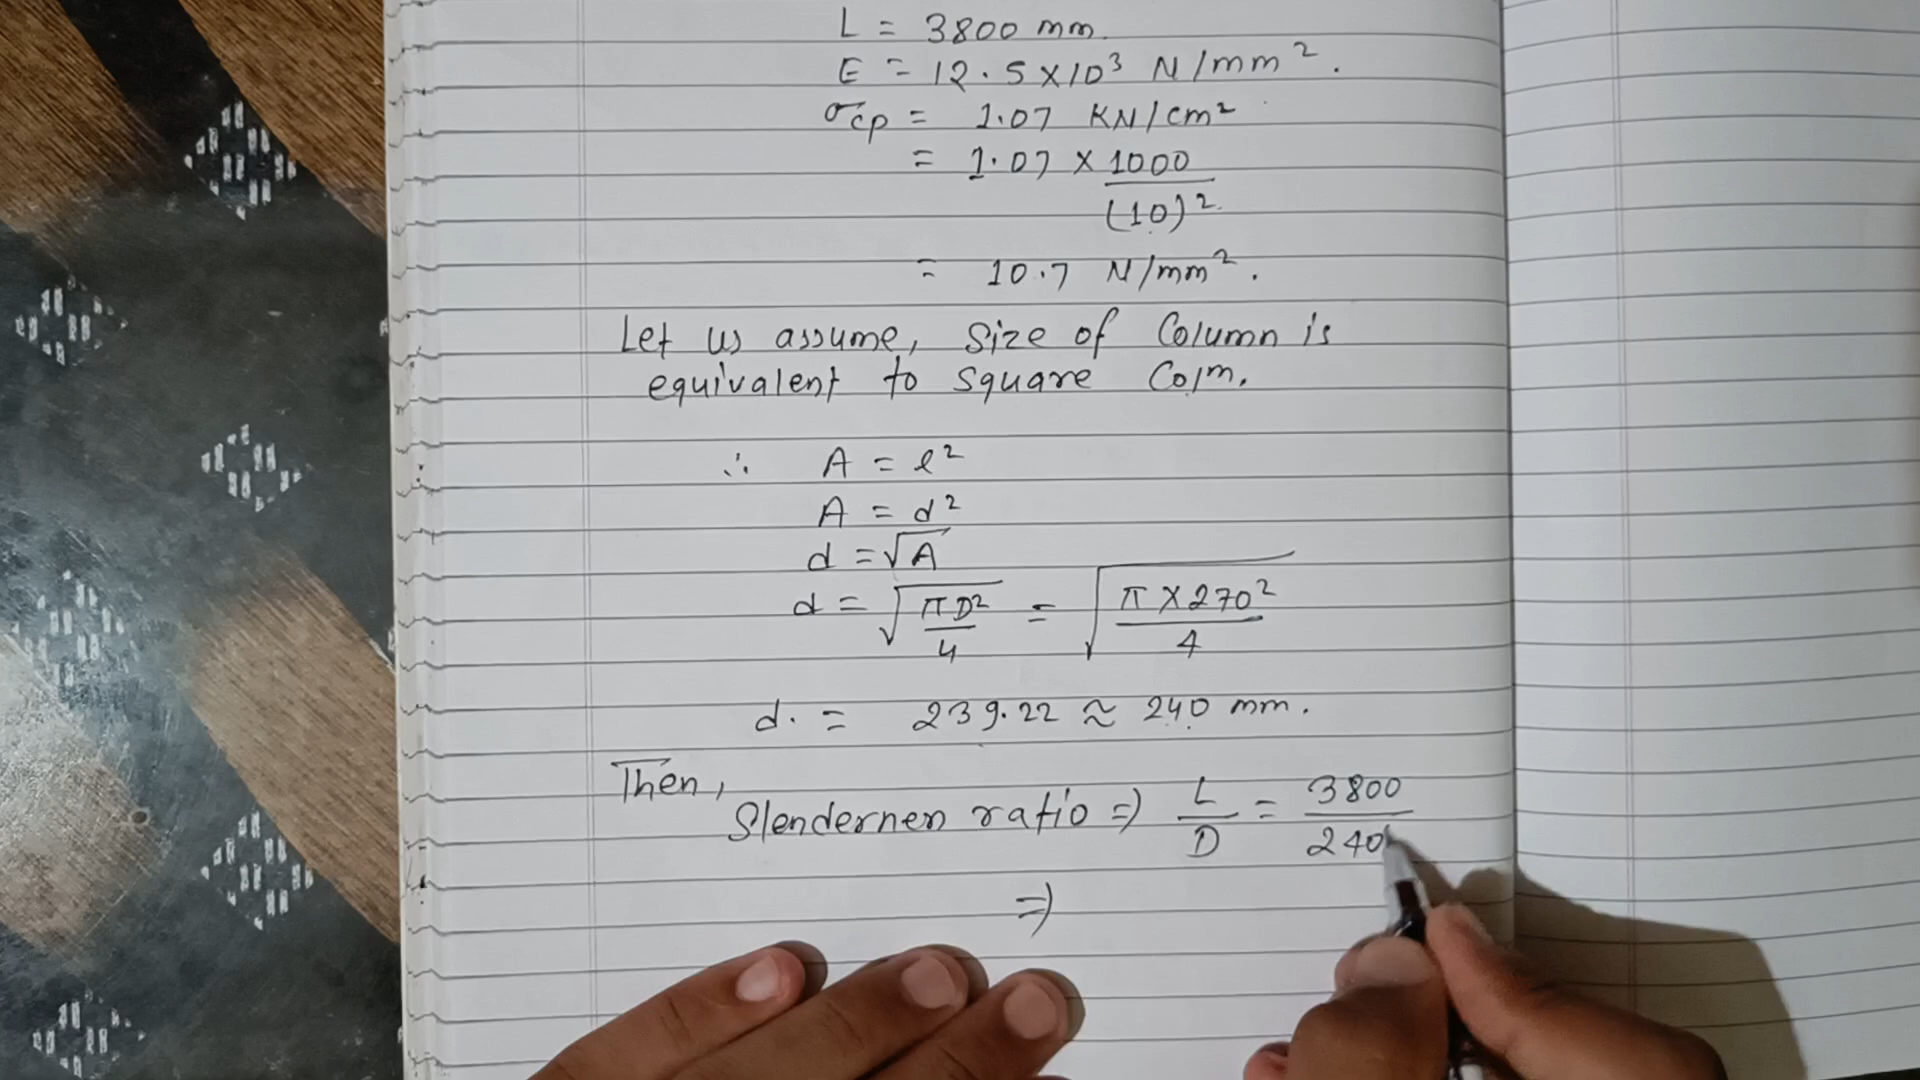 L = 3800 mm.
E = 12.5 x 10³ N/mm².
σcp = 1.07 KN/cm²
= 1.07 x 1000/(10)²
= 10.7 N/mm².
Let us assume, Size of Column is
equivalent to square Colm.
∴ A = l²
A = d²
d = √A
d = √(πD²/4) = √(π x 270²/4)
d. = 239.22 ≈ 240 mm.
Then,
Slendernen ratio ⇒ L/D = 3800/240
⇒